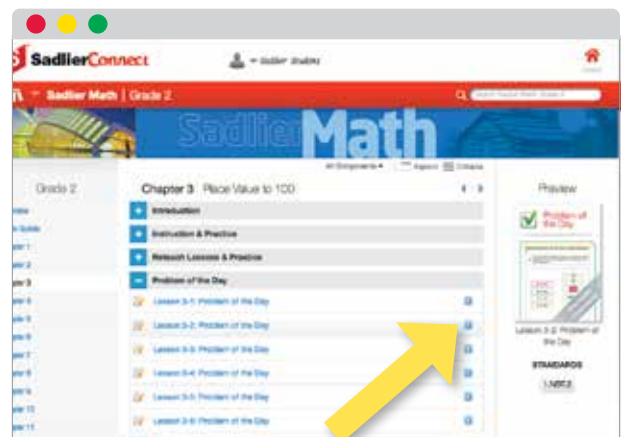 SadlierConnect
Sadlier Math | Grade 2
Sadlier Math
All Components
Grade 2
Chapter 3 Place Value to 100
Preview
Introduction
Instruction & Practice
Reteach Lessons & Practice
Problem of the Day
Lesson 3-1: Problem of the Day
Lesson 3-2: Problem of the Day
Lesson 3-3: Problem of the Day
Lesson 3-4: Problem of the Day
Lesson 3-5: Problem of the Day
Lesson 3-6: Problem of the Day
Problem of
the Day
Lesson 3-2: Problem of
the Day
STANDARDS